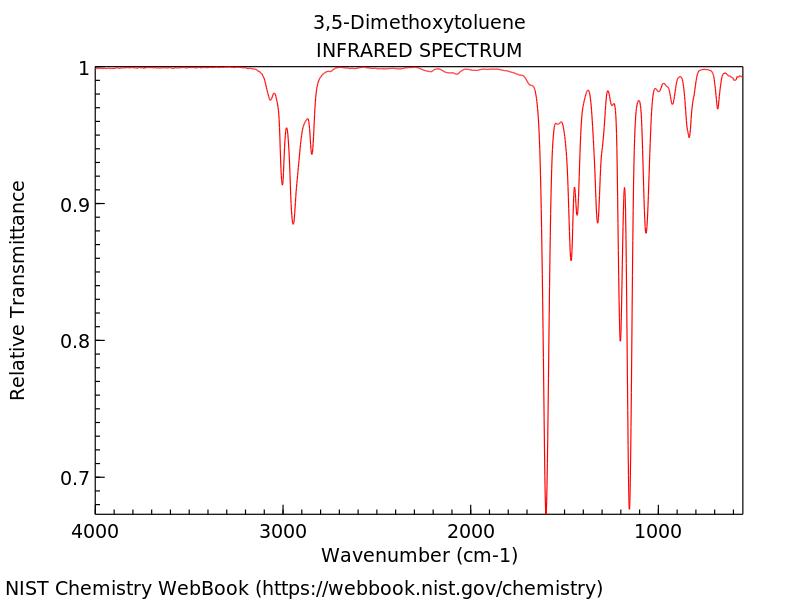 3,5-Dimethoxytoluene
INFRARED SPECTRUM
1
0.9
0.8
0.7
Relative Transmittance
4000 3000 2000 1000
Wavenumber (cm-1)
NIST Chemistry WebBook (https://webbook.nist.gov/chemistry)